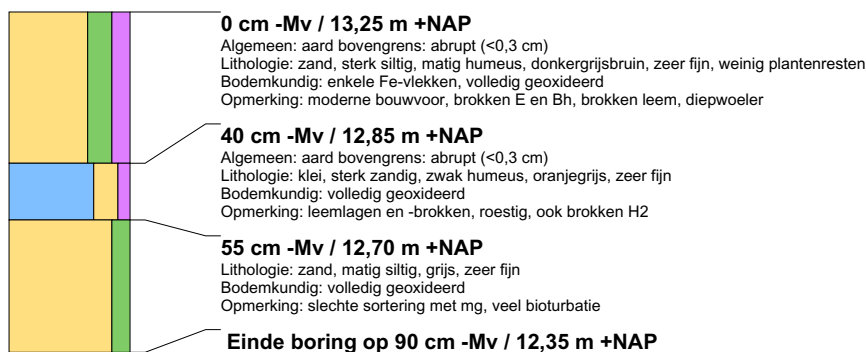 0 cm -Mv / 13,25 m +NAP
Algemeen: aard bovengrens: abrupt (<0,3 cm)
Lithologie: zand, sterk siltig, matig humeus, donkergrijsbruin, zeer fijn, weinig plantenresten
Bodemkundig: enkele Fe-vlekken, volledig geoxideerd
Opmerking: moderne bouwvoor, brokken E en Bh, brokken leem, diepwoeler
40 cm -Mv / 12,85 m +NAP
Algemeen: aard bovengrens: abrupt (<0,3 cm)
Lithologie: klei, sterk zandig, zwak humeus, oranjegrijs, zeer fijn
Bodemkundig: volledig geoxideerd
Opmerking: leemlagen en -brokken, roestig, ook brokken H2
55 cm -Mv / 12,70 m +NAP
Lithologie: zand, matig siltig, grijs, zeer fijn
Bodemkundig: volledig geoxideerd
Opmerking: slechte sortering met mg, veel bioturbatie
Einde boring op 90 cm -Mv / 12,35 m +NAP